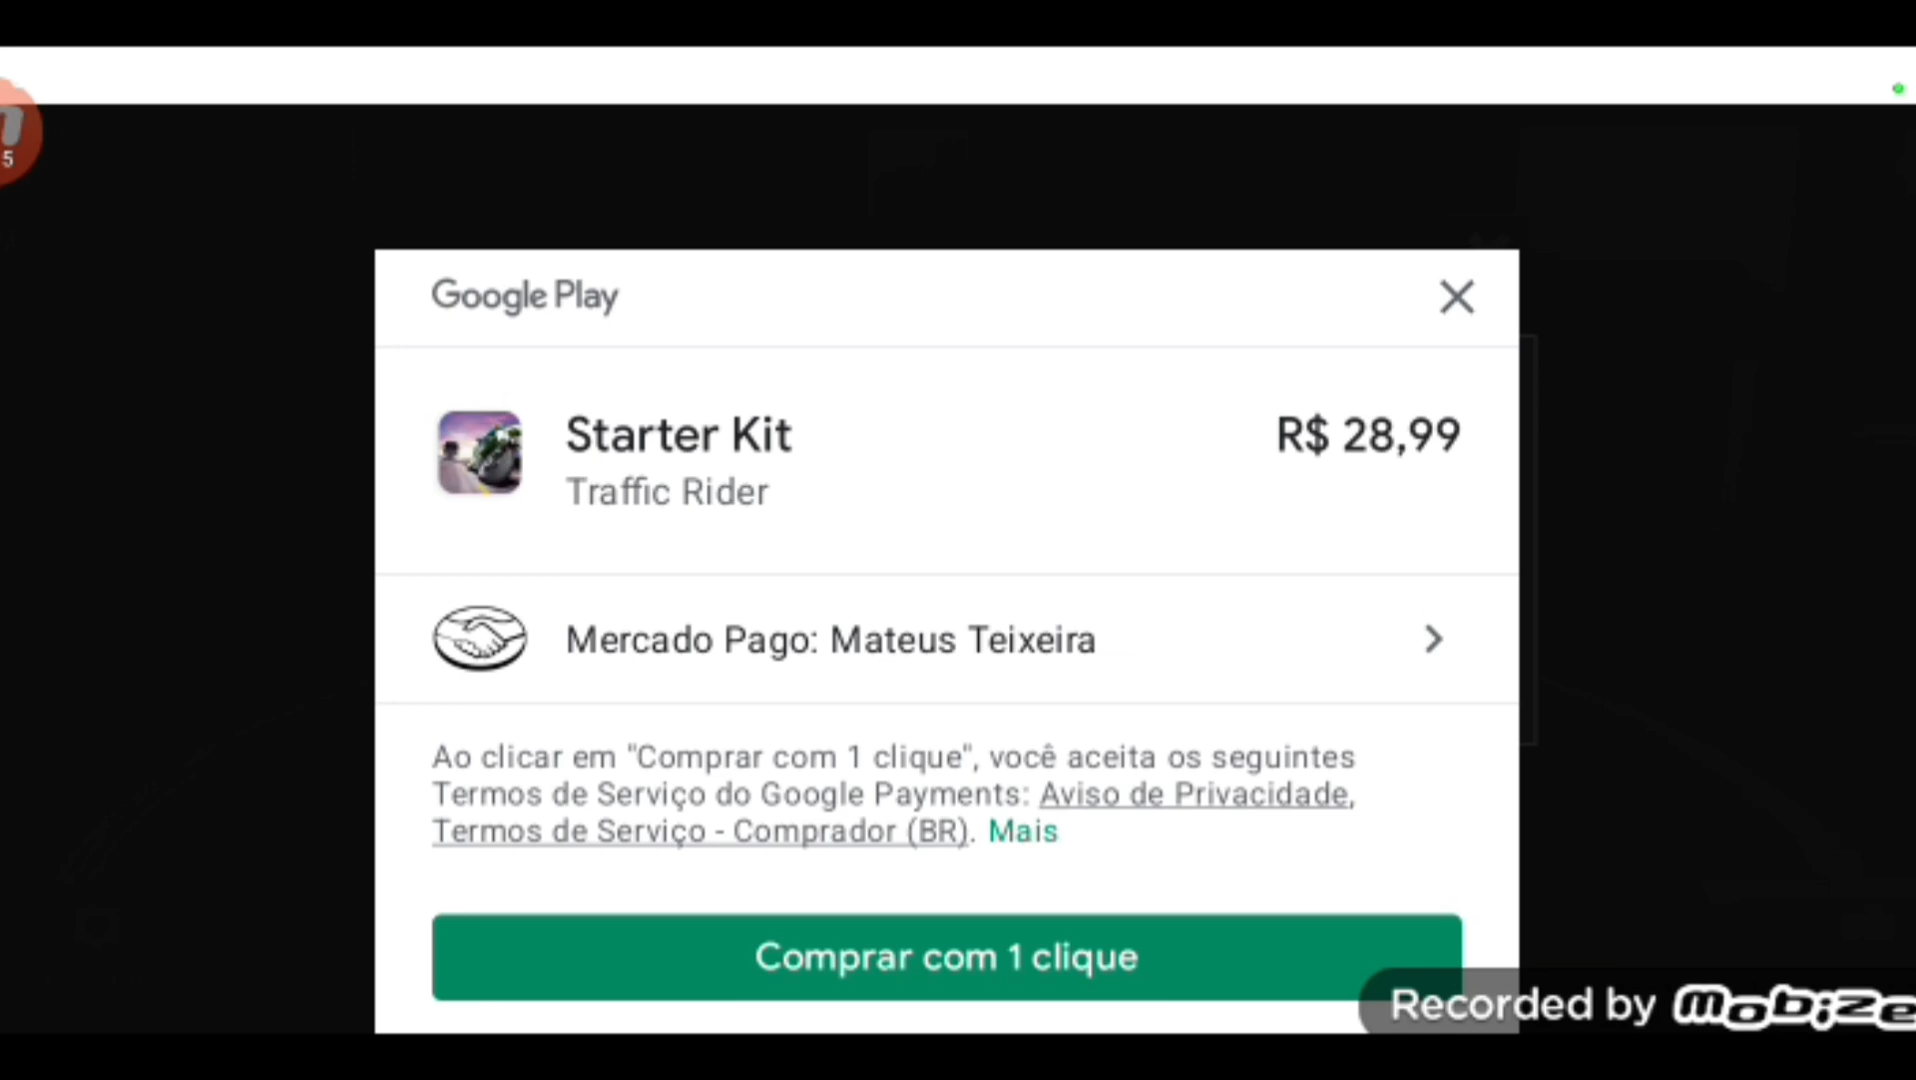 5
Google Play
Starter Kit
R$ 28,99
Traffic Rider
Mercado Pago: Mateus Teixeira
Ao clicar em "Comprar com 1 clique", você aceita os seguintes
Termos de Serviço do Google Payments: Aviso de Privacidade,
Termos de Serviço - Comprador (BR). Mais
Comprar com 1 clique
Recorded by mobize